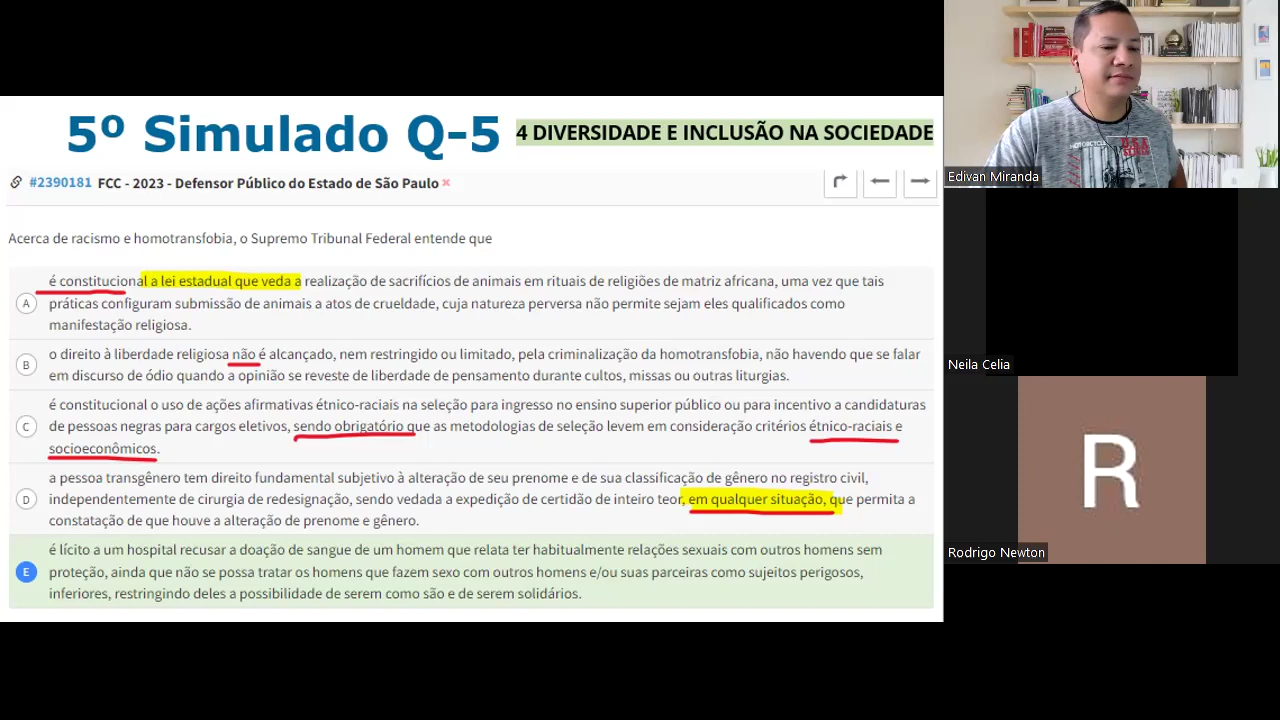 5º Simulado Q-5
4 DIVERSIDADE E INCLUSÃO NA SOCIEDADE
#2390181 FCC - 2023 - Defensor Público do Estado de São Paulo
Acerca de racismo e homotransfobia, o Supremo Tribunal Federal entende que
A
é constitucional a lei estadual que veda a realização de sacrifícios de animais em rituais de religiões de matriz africana, uma vez que tais
práticas configuram submissão de animais a atos de crueldade, cuja natureza perversa não permite sejam eles qualificados como
manifestação religiosa.
B
o direito à liberdade religiosa não é alcançado, nem restringido ou limitado, pela criminalização da homotransfobia, não havendo que se falar
em discurso de ódio quando a opinião se reveste de liberdade de pensamento durante cultos, missas ou outras liturgias.
C
é constitucional o uso de ações afirmativas étnico-raciais na seleção para ingresso no ensino superior público ou para incentivo a candidaturas
de pessoas negras para cargos eletivos, sendo obrigatório que as metodologias de seleção levem em consideração critérios étnico-raciais e
socioeconômicos.
D
a pessoa transgênero tem direito fundamental subjetivo à alteração de seu prenome e de sua classificação de gênero no registro civil,
independentemente de cirurgia de redesignação, sendo vedada a expedição de certidão de inteiro teor, em qualquer situação, que permita a
constatação de que houve a alteração de prenome e gênero.
E
é lícito a um hospital recusar a doação de sangue de um homem que relata ter habitualmente relações sexuais com outros homens sem
proteção, ainda que não se possa tratar os homens que fazem sexo com outros homens e/ou suas parceiras como sujeitos perigosos,
inferiores, restringindo deles a possibilidade de serem como são e de serem solidários.
Edivan Miranda
Neila Celia
R
Rodrigo Newton